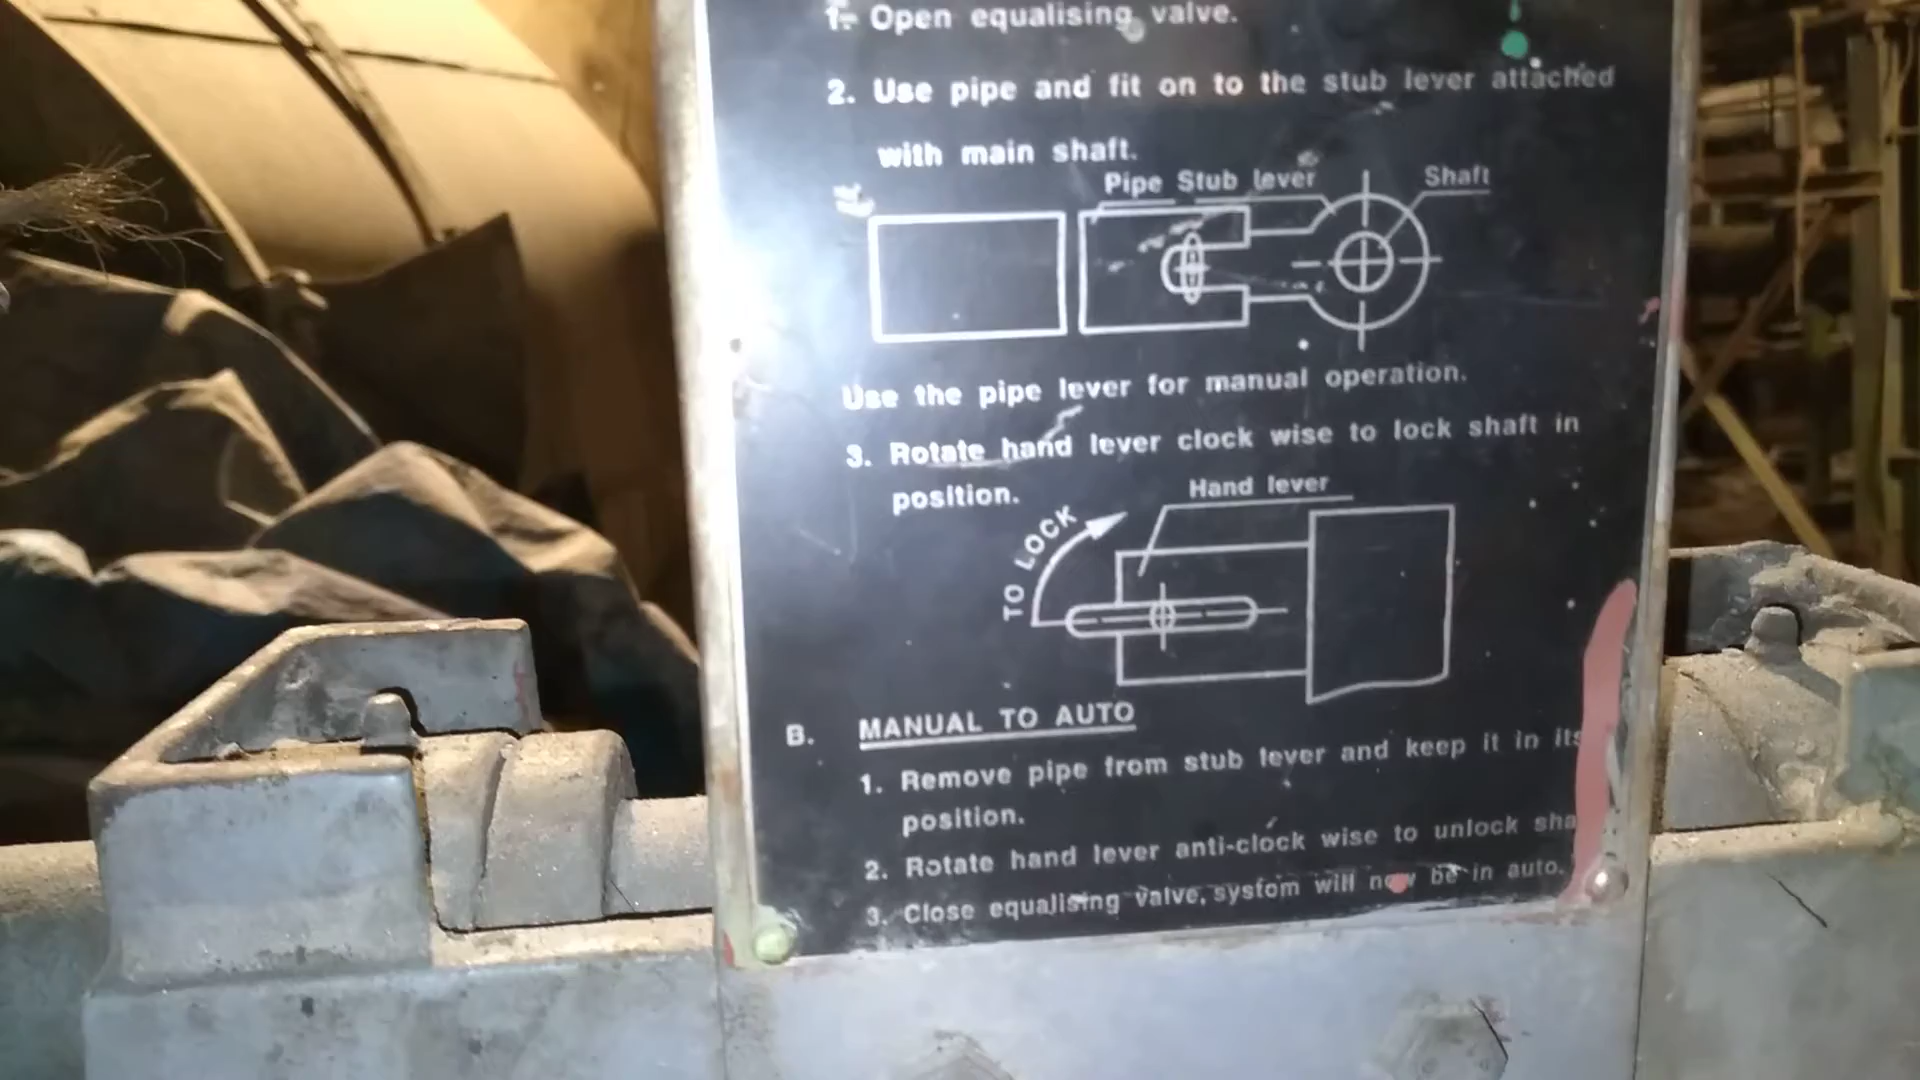 1. Open equalising valve.
2. Use pipe and fit on to the stub lever attached
with main shaft.
Pipe Stub lever Shaft
Use the pipe lever for manual operation.
3. Rotate hand lever clock wise to lock shaft in
position.
Hand lever
TO LOCK
B. MANUAL TO AUTO
1. Remove pipe from stub lever and keep it in its
position.
2. Rotate hand lever anti-clock wise to unlock sha
3. Close equalising valve, system will now be in auto.